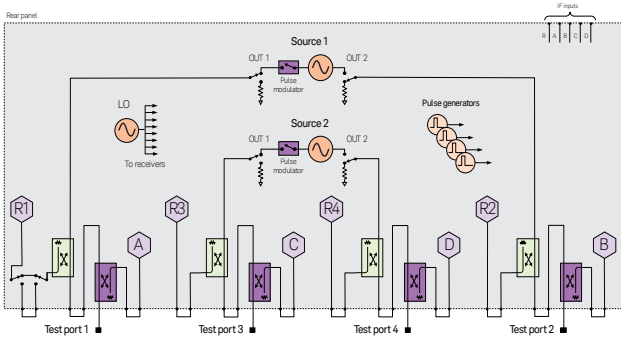 Rear panel
IF inputs
R A B C D
Source 1
OUT 1
OUT 2
Pulse
modulator
LO
To receivers
Source 2
OUT 1
OUT 2
Pulse
modulator
Pulse generators
R1
A
R3
C
R4
D
R2
B
Test port 1
Test port 3
Test port 4
Test port 2